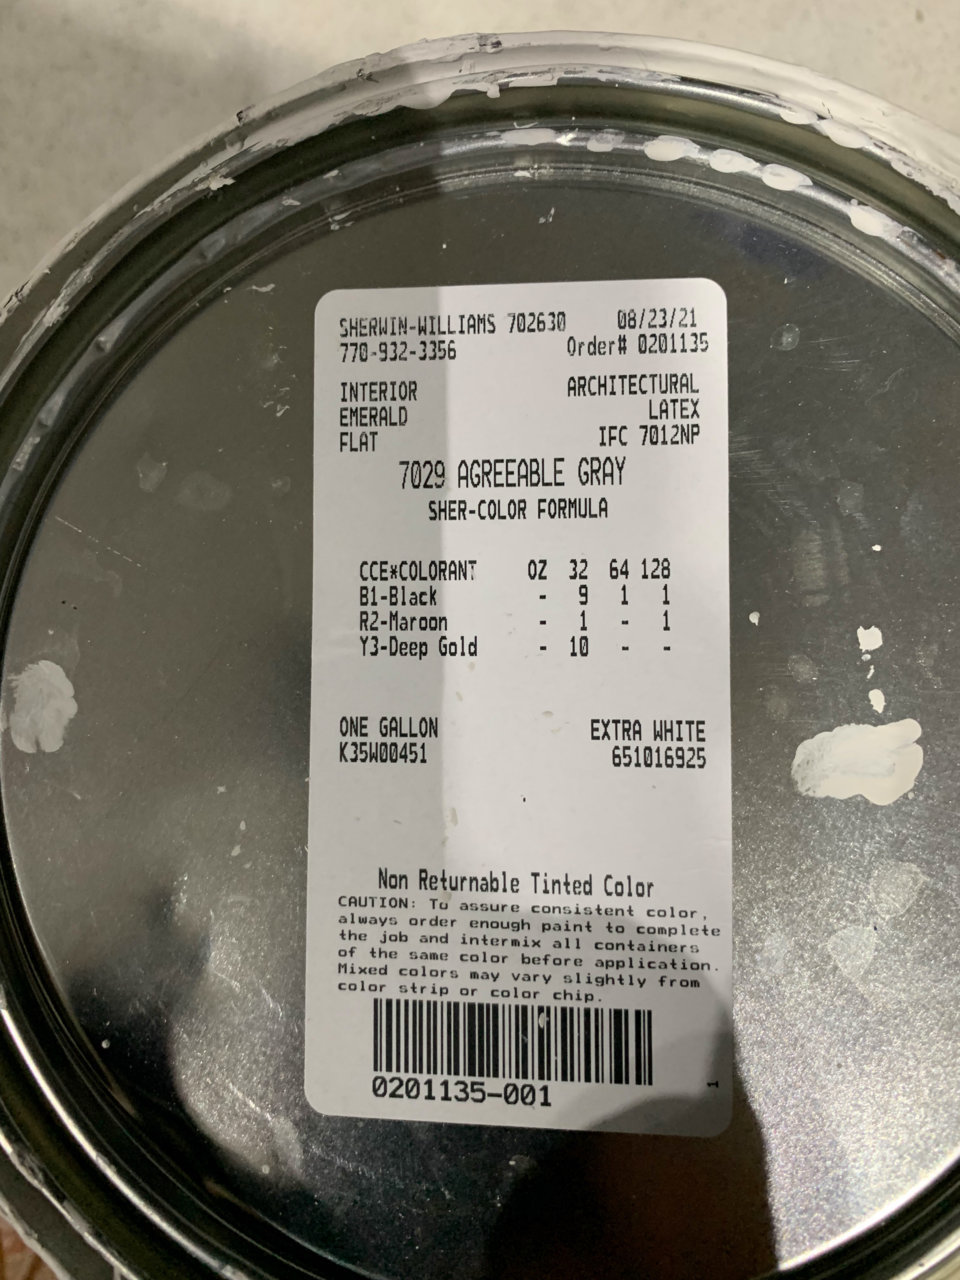 SHERWIN-WILLIAMS 702630 08/23/21
770-932-3356 Order# 0201135
INTERIOR ARCHITECTURAL
EMERALD LATEX
FLAT IFC 7012NP
7029 AGREEABLE GRAY
SHER-COLOR FORMULA
CCE*COLORANT OZ 32 64 128
B1-Black - 9 1 1
R2-Maroon - 1 - 1
Y3-Deep Gold - 10 - -
ONE GALLON EXTRA WHITE
K35W00451 651016925
Non Returnable Tinted Color
CAUTION: To assure consistent color,
always order enough paint to complete
the job and intermix all containers
of the same color before application.
Mixed colors may vary slightly from
color strip or color chip.
0201135-001
1